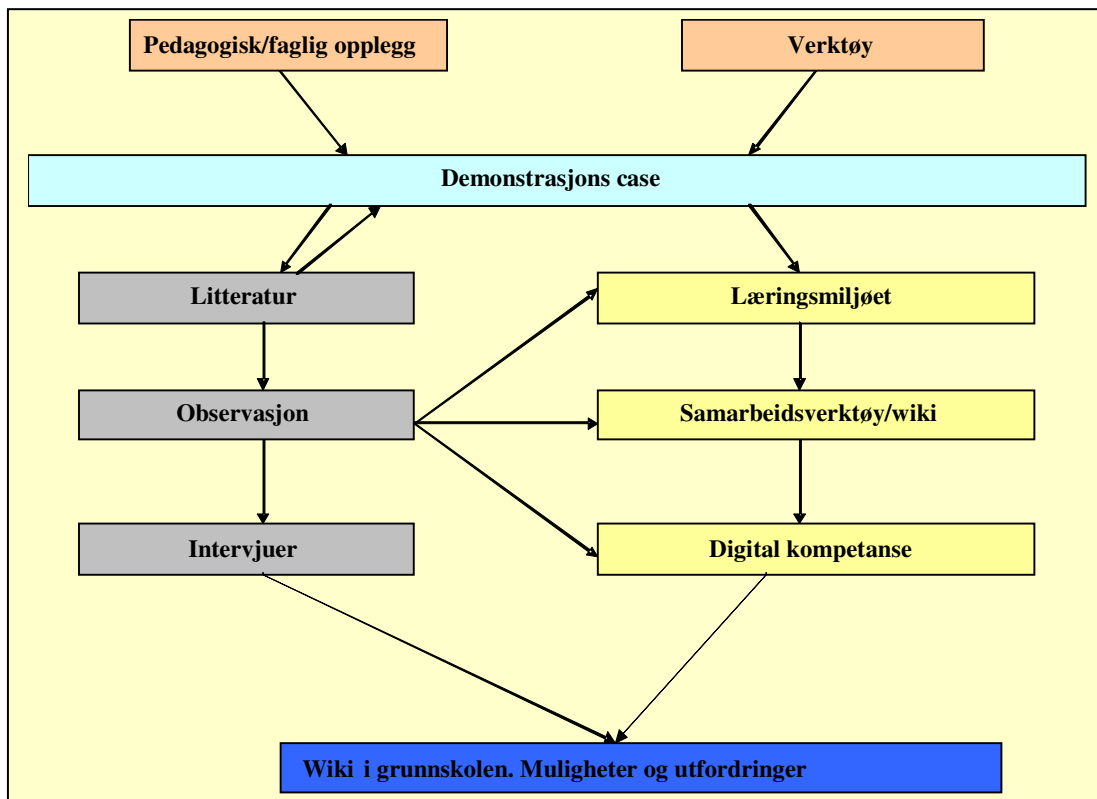 Pedagogisk/faglig opplegg
Verktøy
Demonstrasjons case
Litteratur
Læringsmiljøet
Observasjon
Samarbeidsverktøy/wiki
Intervjuer
Digital kompetanse
Wiki i grunnskolen. Muligheter og utfordringer